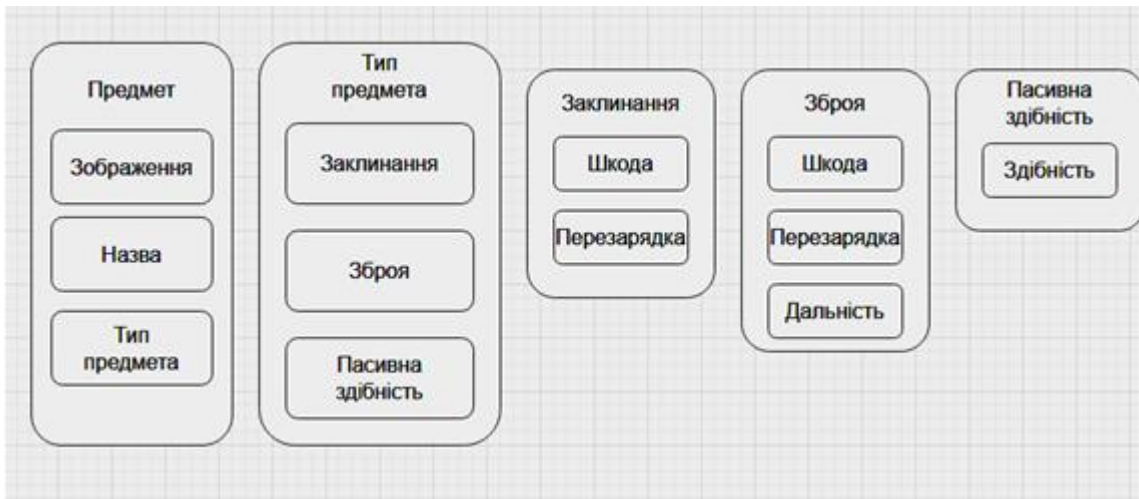 Предмет
Зображення
Назва
Тип
предмета
Тип
предмета
Заклинання
Зброя
Пасивна
здібність
Заклинання
Шкода
Перезарядка
Зброя
Шкода
Перезарядка
Дальність
Пасивна
здібність
Здібність